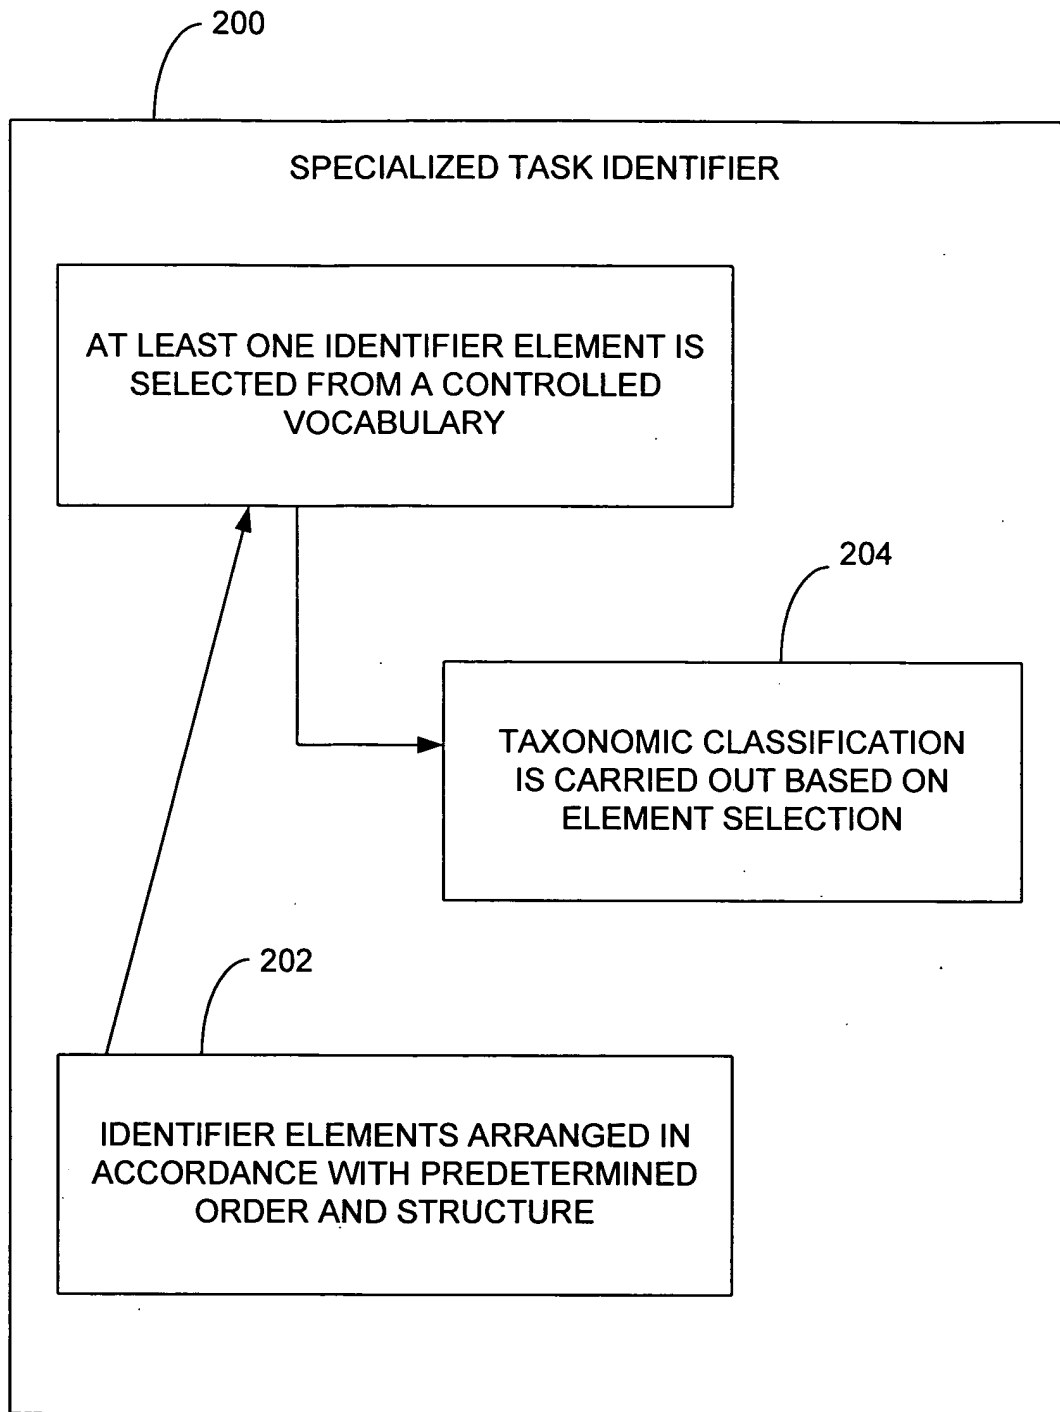 200
SPECIALIZED TASK IDENTIFIER
AT LEAST ONE IDENTIFIER ELEMENT IS
SELECTED FROM A CONTROLLED
VOCABULARY
204
TAXONOMIC CLASSIFICATION
IS CARRIED OUT BASED ON
ELEMENT SELECTION
202
IDENTIFIER ELEMENTS ARRANGED IN
ACCORDANCE WITH PREDETERMINED
ORDER AND STRUCTURE